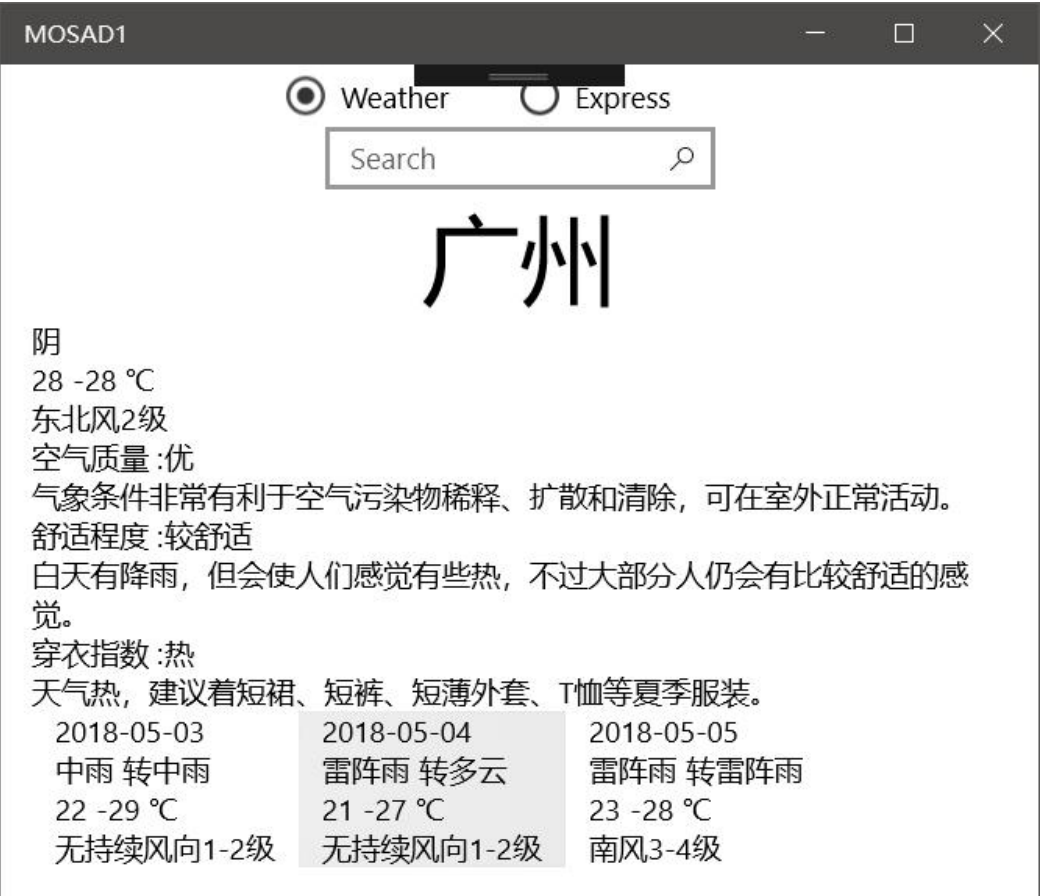 MOSAD1
Weather Express
Search
广州
阴
28 -28 ℃
东北风2级
空气质量 :优
气象条件非常有利于空气污染物稀释、扩散和清除，可在室外正常活动。
舒适程度 :较舒适
白天有降雨，但会使人们感觉有些热，不过大部分人仍会有比较舒适的感
觉。
穿衣指数 :热
天气热，建议着短裙、短裤、短薄外套、T恤等夏季服装。
2018-05-03 2018-05-04 2018-05-05
中雨 转中雨 雷阵雨 转多云 雷阵雨 转雷阵雨
22 -29 ℃ 21 -27 ℃ 23 -28 ℃
无持续风向1-2级 无持续风向1-2级 南风3-4级